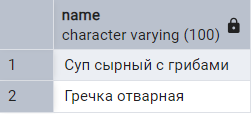 name
character varying (100)
1 Суп сырный с грибами
2 Гречка отварная